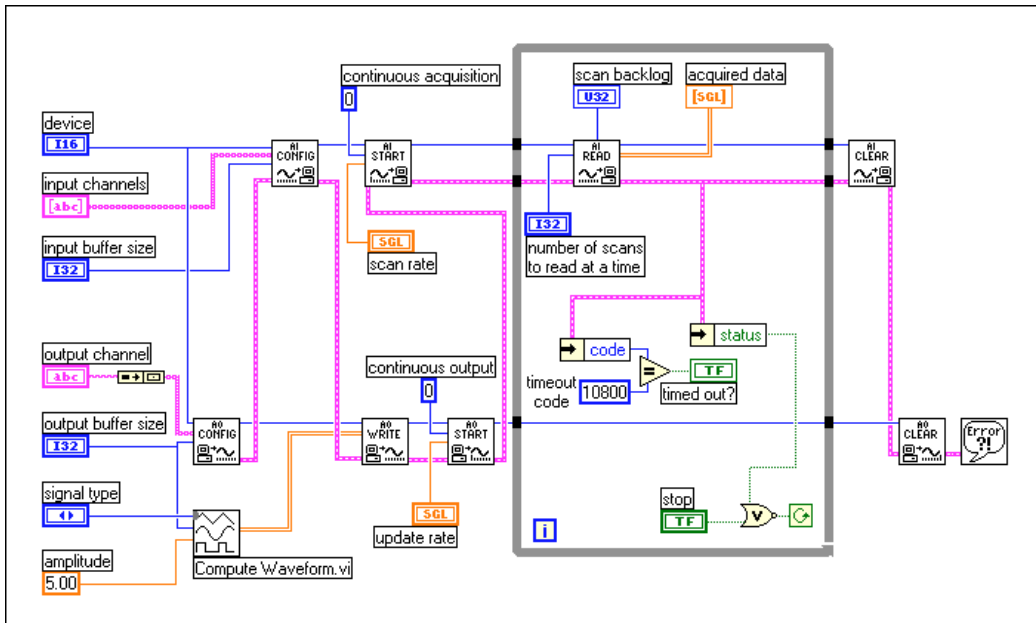 continuous acquisition
0
scan backlog
U32
acquired data
[SGL]
device
I16
AI
CONFIG
AI
START
AI
READ
AI
CLEAR
input channels
[abc]
input buffer size
I32
SGL
scan rate
I32
number of scans
to read at a time
code
status
output channel
abc
continuous output
0
timeout
code
10800
=
TF
timed out?
output buffer size
I32
AO
CONFIG
AO
WRITE
AO
START
AO
CLEAR
Error
?!
signal type
SGL
update rate
stop
TF
V
i
amplitude
5.00
Compute Waveform.vi